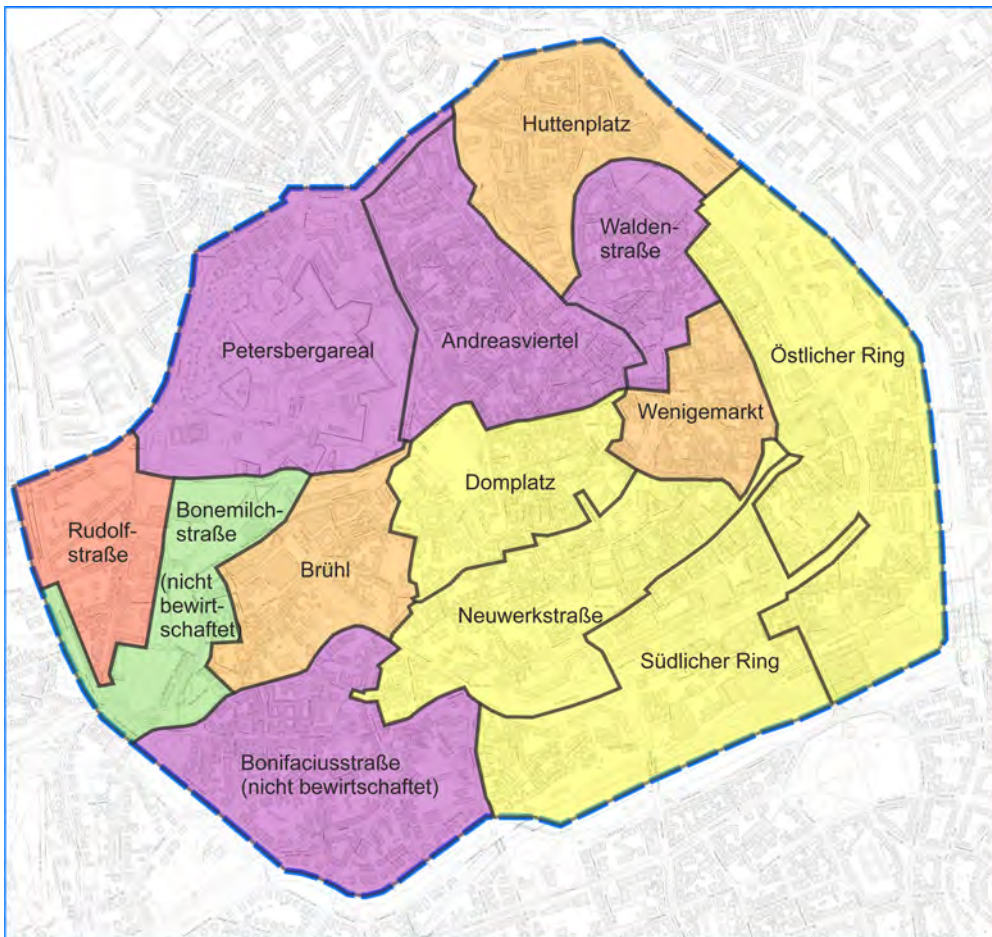 Huttenplatz
Walden-
straße
Petersbergareal
Andreasviertel
Östlicher Ring
Wenigemarkt
Domplatz
Rudolf-
straße
Bonemilch-
straße
(nicht
bewirt-
schaftet)
Brühl
Neuwerkstraße
Südlicher Ring
Bonifaciusstraße
(nicht bewirtschaftet)